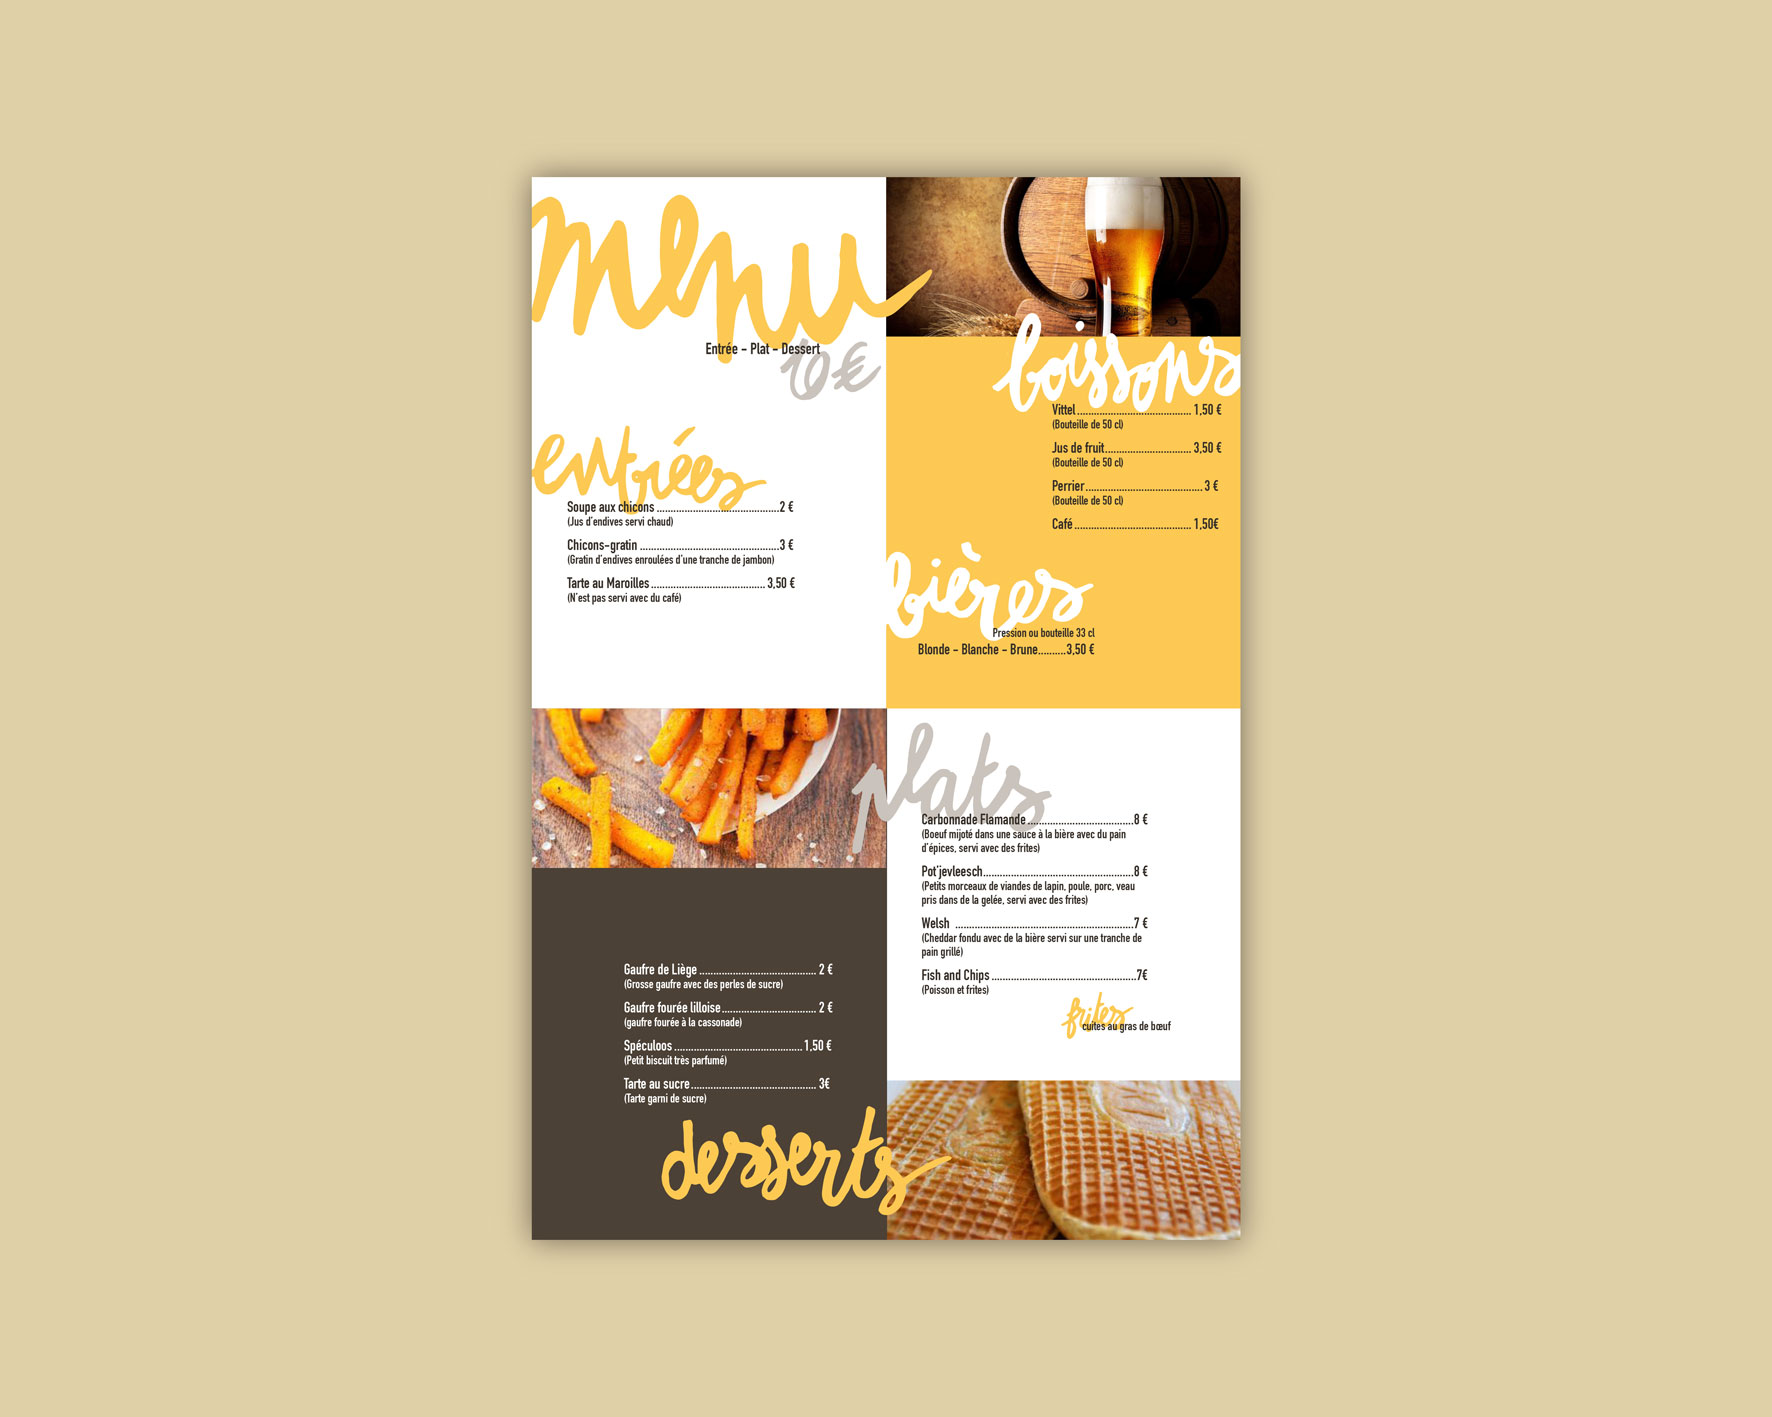 menu
Entrée - Plat - Dessert
entrées
Soupe aux chicons ............................................2 €
(Jus d'endives servi chaud)
Chicons-gratin ..................................................3 €
(Gratin d'endives enroulées d'une tranche de jambon)
Tarte au Maroilles ......................................... 3,50 €
(N'est pas servi avec du café)
boissons
Vittel ......................................... 1,50 €
(Bouteille de 50 cl)
Jus de fruit............................... 3,50 €
(Bouteille de 50 cl)
Perrier.......................................... 3 €
(Bouteille de 50 cl)
Café .......................................... 1,50€
bières
Pression ou bouteille 33 cl
Blonde - Blanche - Brune..........3,50 €
plats
Carbonnade Flamande ......................................8 €
(Boeuf mijoté dans une sauce à la bière avec du pain
d'épices, servi avec des frites)
Pot'jevleesch......................................................8 €
(Petits morceaux de viandes de lapin, poule, porc, veau
pris dans de la gelée, servi avec des frites)
Welsh ................................................................7 €
(Cheddar fondu avec de la bière servi sur une tranche de
pain grillé)
Fish and Chips ....................................................7€
(Poisson et frites)
frites
cuites au gras de bœuf
Gaufre de Liège .......................................... 2 €
(Grosse gaufre avec des perles de sucre)
Gaufre fourée lilloise.................................. 2 €
(gaufre fourée à la cassonade)
Spéculoos .............................................. 1,50 €
(Petit biscuit très parfumé)
Tarte au sucre............................................. 3€
(Tarte garni de sucre)
desserts